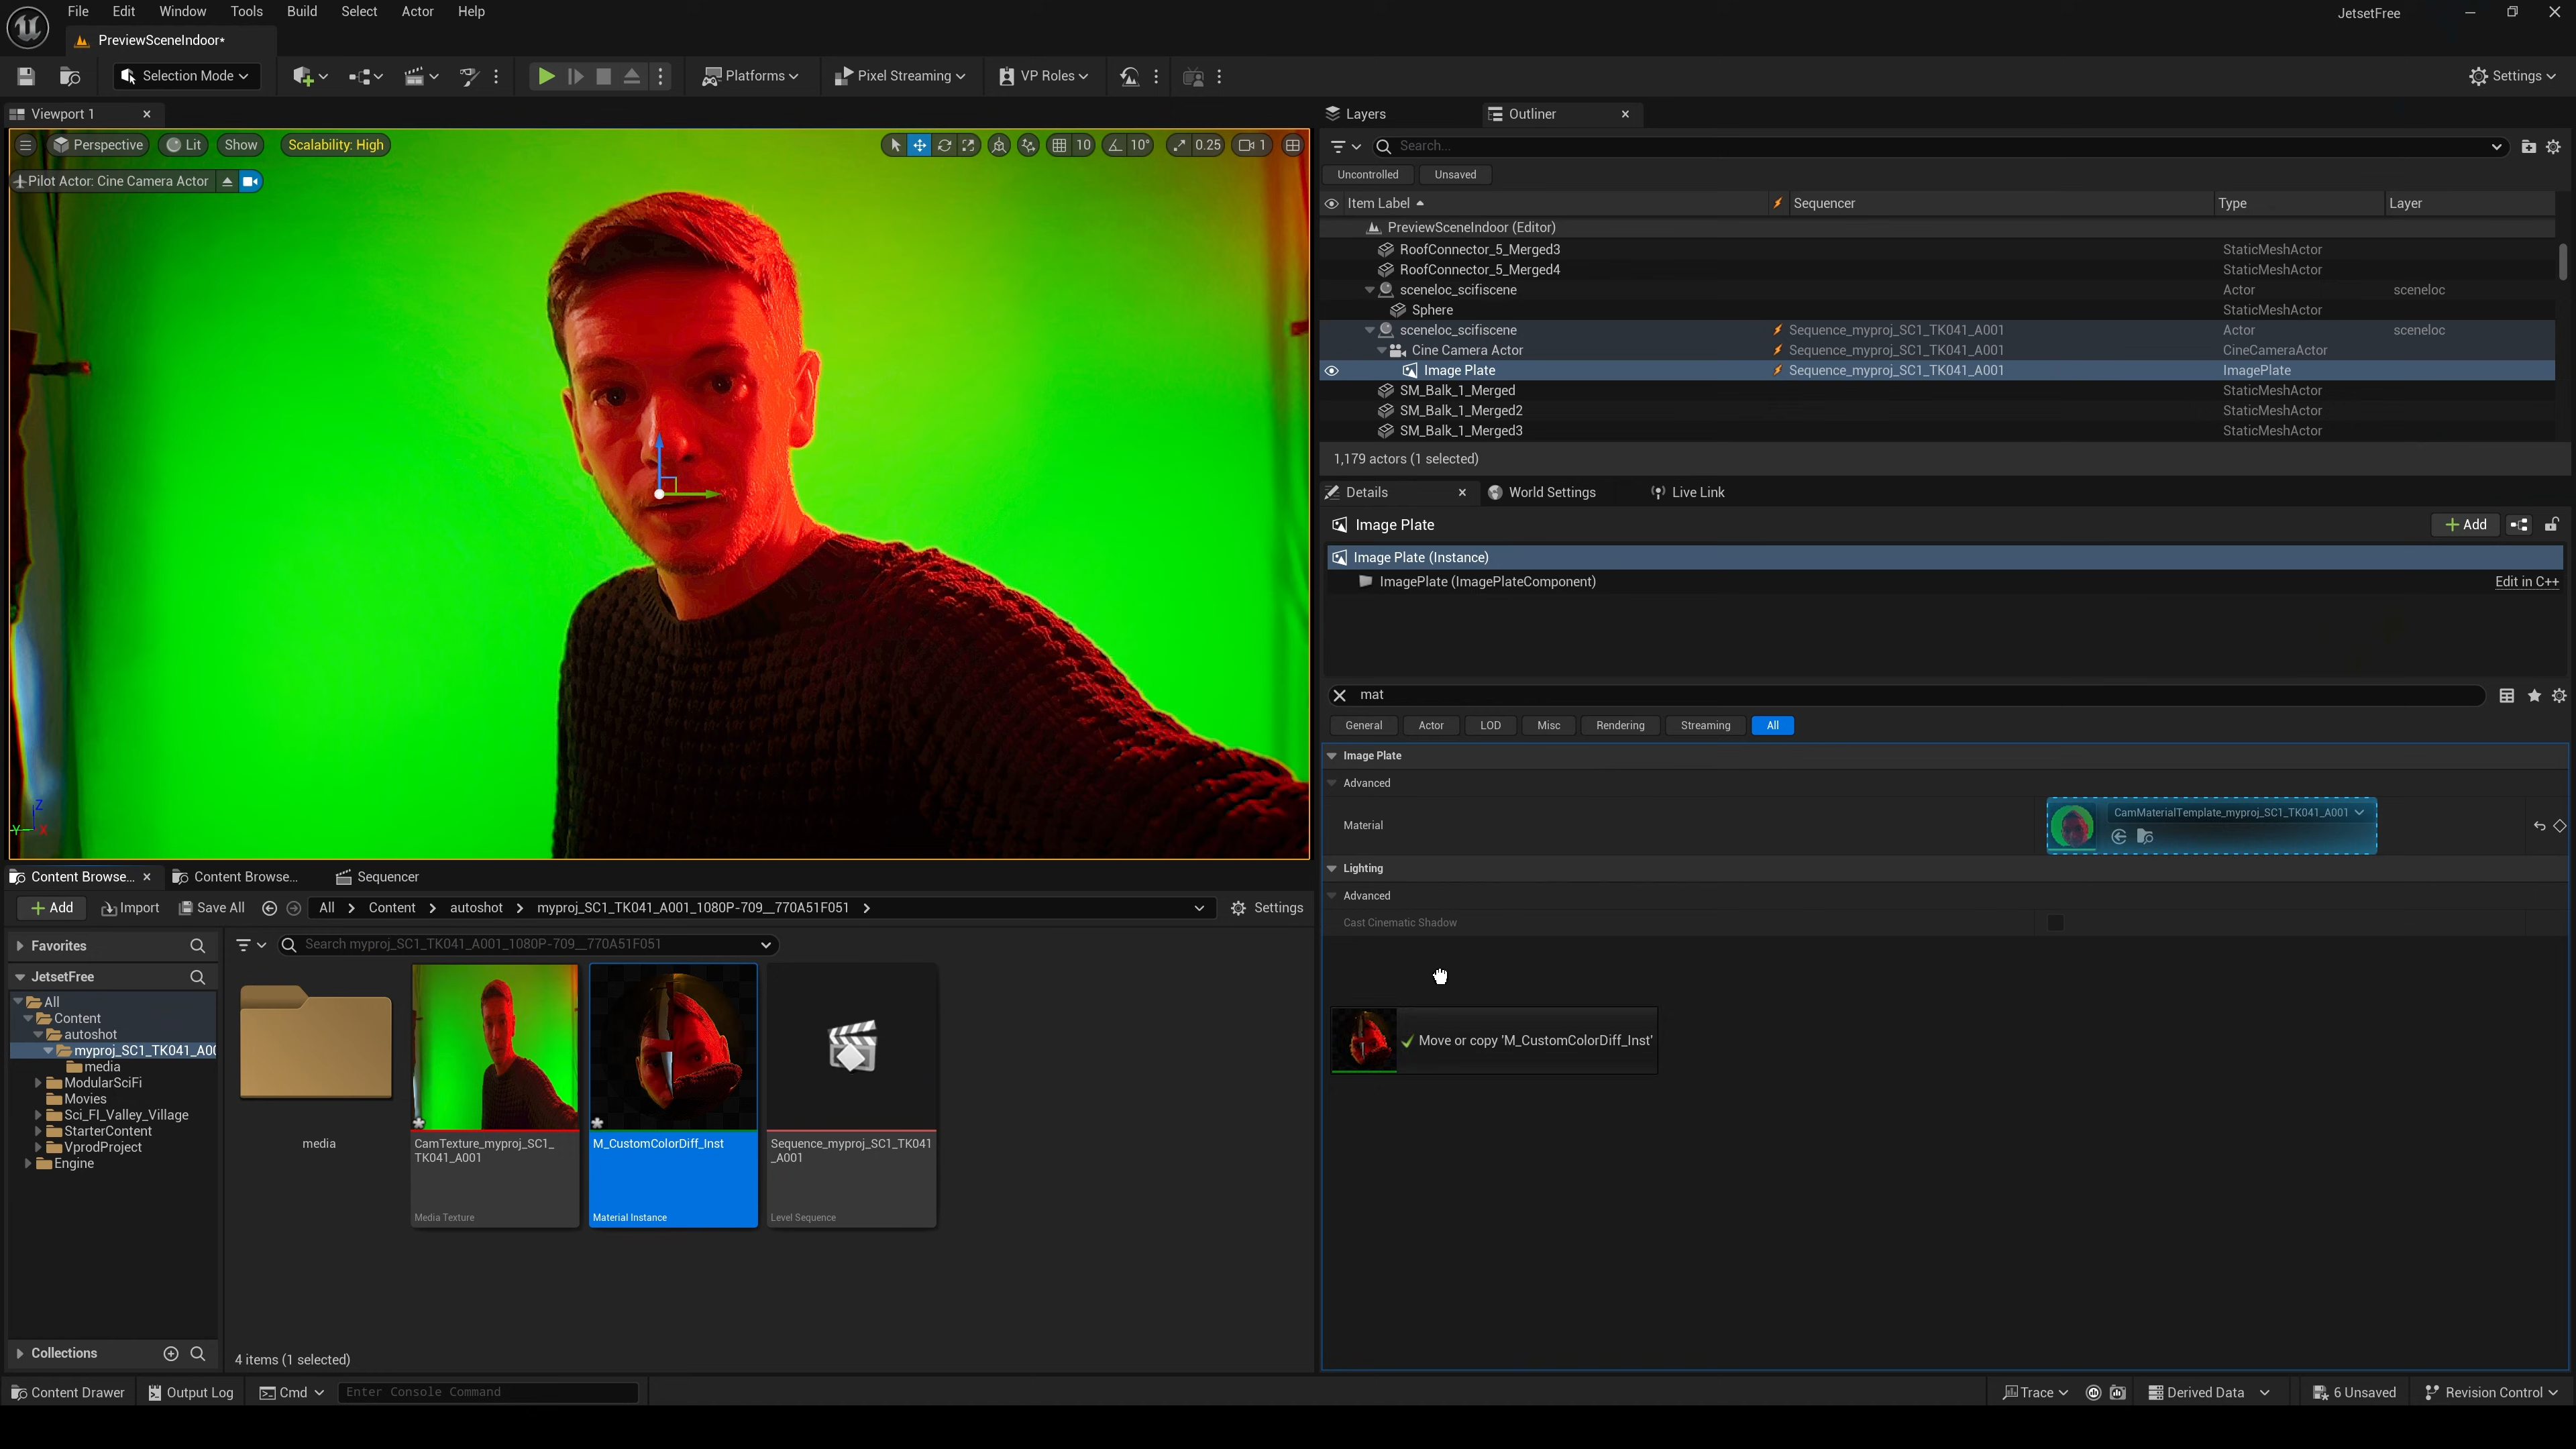 File Edit Window Tools Build Select Actor Help
JetsetFree
PreviewSceneIndoor*
Selection Mode
Platforms
Pixel Streaming
VP Roles
Settings
Viewport 1
Layers
Outliner
Perspective Lit Show Scalability: High
10 10° 0.25 1
Search...
Pilot Actor: Cine Camera Actor
Uncontrolled Unsaved
Item Label Sequencer Type Layer
PreviewSceneIndoor (Editor)
RoofConnector_5_Merged3 StaticMeshActor
RoofConnector_5_Merged4 StaticMeshActor
sceneloc_scifiscene Actor sceneloc
Sphere StaticMeshActor
sceneloc_scifiscene Sequence_myproj_SC1_TK041_A001 Actor sceneloc
Cine Camera Actor Sequence_myproj_SC1_TK041_A001 CineCameraActor
Image Plate Sequence_myproj_SC1_TK041_A001 ImagePlate
SM_Balk_1_Merged StaticMeshActor
SM_Balk_1_Merged2 StaticMeshActor
SM_Balk_1_Merged3 StaticMeshActor
1,179 actors (1 selected)
Details World Settings Live Link
Image Plate Add
Image Plate (Instance)
ImagePlate (ImagePlateComponent) Edit in C++
mat
General Actor LOD Misc Rendering Streaming All
Image Plate
Advanced
Material CamMaterialTemplate_myproj_SC1_TK041_A001
Lighting
Advanced
Cast Cinematic Shadow
Move or copy 'M_CustomColorDiff_Inst'
Z
Y X
Content Browse... Content Browse... Sequencer
Add Import Save All All Content autoshot myproj_SC1_TK041_A001_1080P-709__770A51F051 Settings
Favorites
Search myproj_SC1_TK041_A001_1080P-709__770A51F051
JetsetFree
All
Content
autoshot
myproj_SC1_TK041_A00
media
ModularSciFi
Movies
Sci_FI_Valley_Village
StarterContent
VprodProject
Engine
media
CamTexture_myproj_SC1_
TK041_A001
Media Texture
M_CustomColorDiff_Inst
Material Instance
Sequence_myproj_SC1_TK041
_A001
Level Sequence
Collections
4 items (1 selected)
Content Drawer Output Log Cmd Enter Console Command
Trace Derived Data 6 Unsaved Revision Control